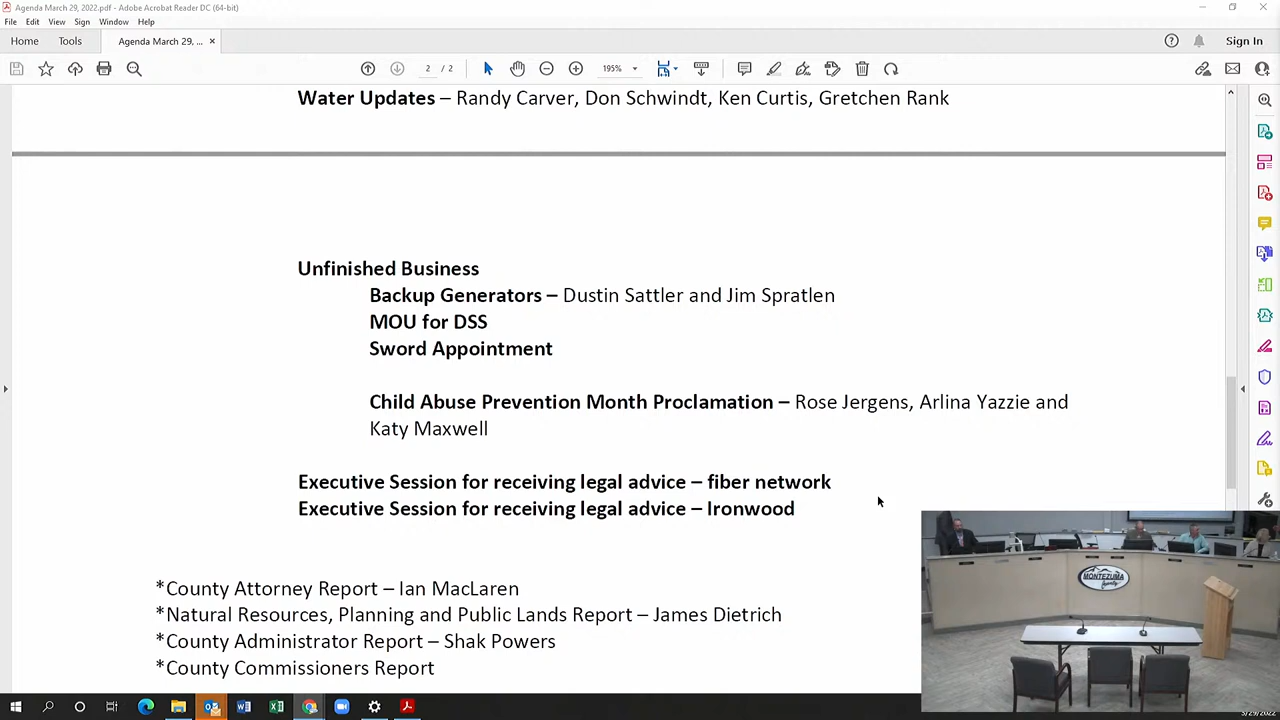 Agenda March 29, 2022.pdf - Adobe Acrobat Reader DC (64-bit)
File Edit View Sign Window Help
Home Tools Agenda March 29, ... × Sign In
2 / 2 195%
Water Updates – Randy Carver, Don Schwindt, Ken Curtis, Gretchen Rank
Unfinished Business
Backup Generators – Dustin Sattler and Jim Spratlen
MOU for DSS
Sword Appointment
Child Abuse Prevention Month Proclamation – Rose Jergens, Arlina Yazzie and
Katy Maxwell
Executive Session for receiving legal advice – fiber network
Executive Session for receiving legal advice – Ironwood
*County Attorney Report – Ian MacLaren
*Natural Resources, Planning and Public Lands Report – James Dietrich
*County Administrator Report – Shak Powers
*County Commissioners Report
MONTEZUMA
County
3/29/2022